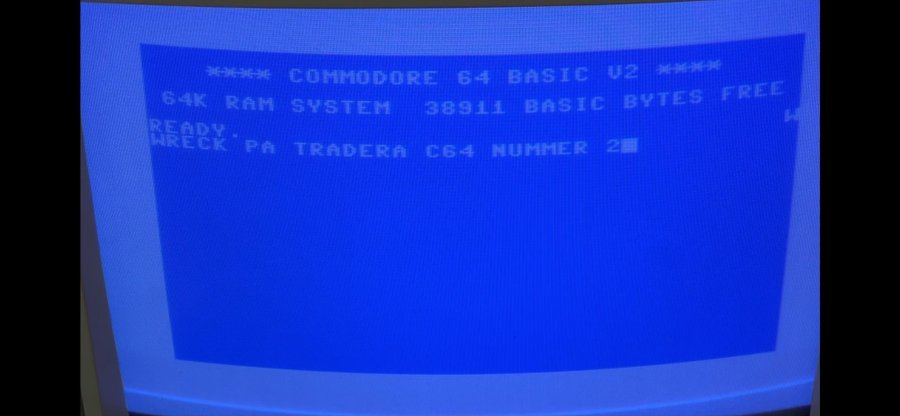 **** COMMODORE 64 BASIC V2 ****
64K RAM SYSTEM 38911 BASIC BYTES FREE
W
READY.
WRECK PA TRADERA C64 NUMMER 2